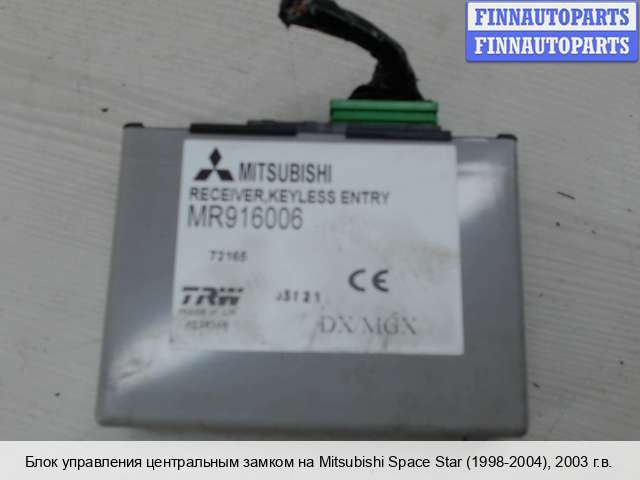 FINNAUTOPARTS
FINNAUTOPARTS
MITSUBISHI
RECEIVER,KEYLESS ENTRY
MR916006
72165
CE
TRW
DX/MGX
Блок управления центральным замком на Mitsubishi Space Star (1998-2004), 2003 г.в.